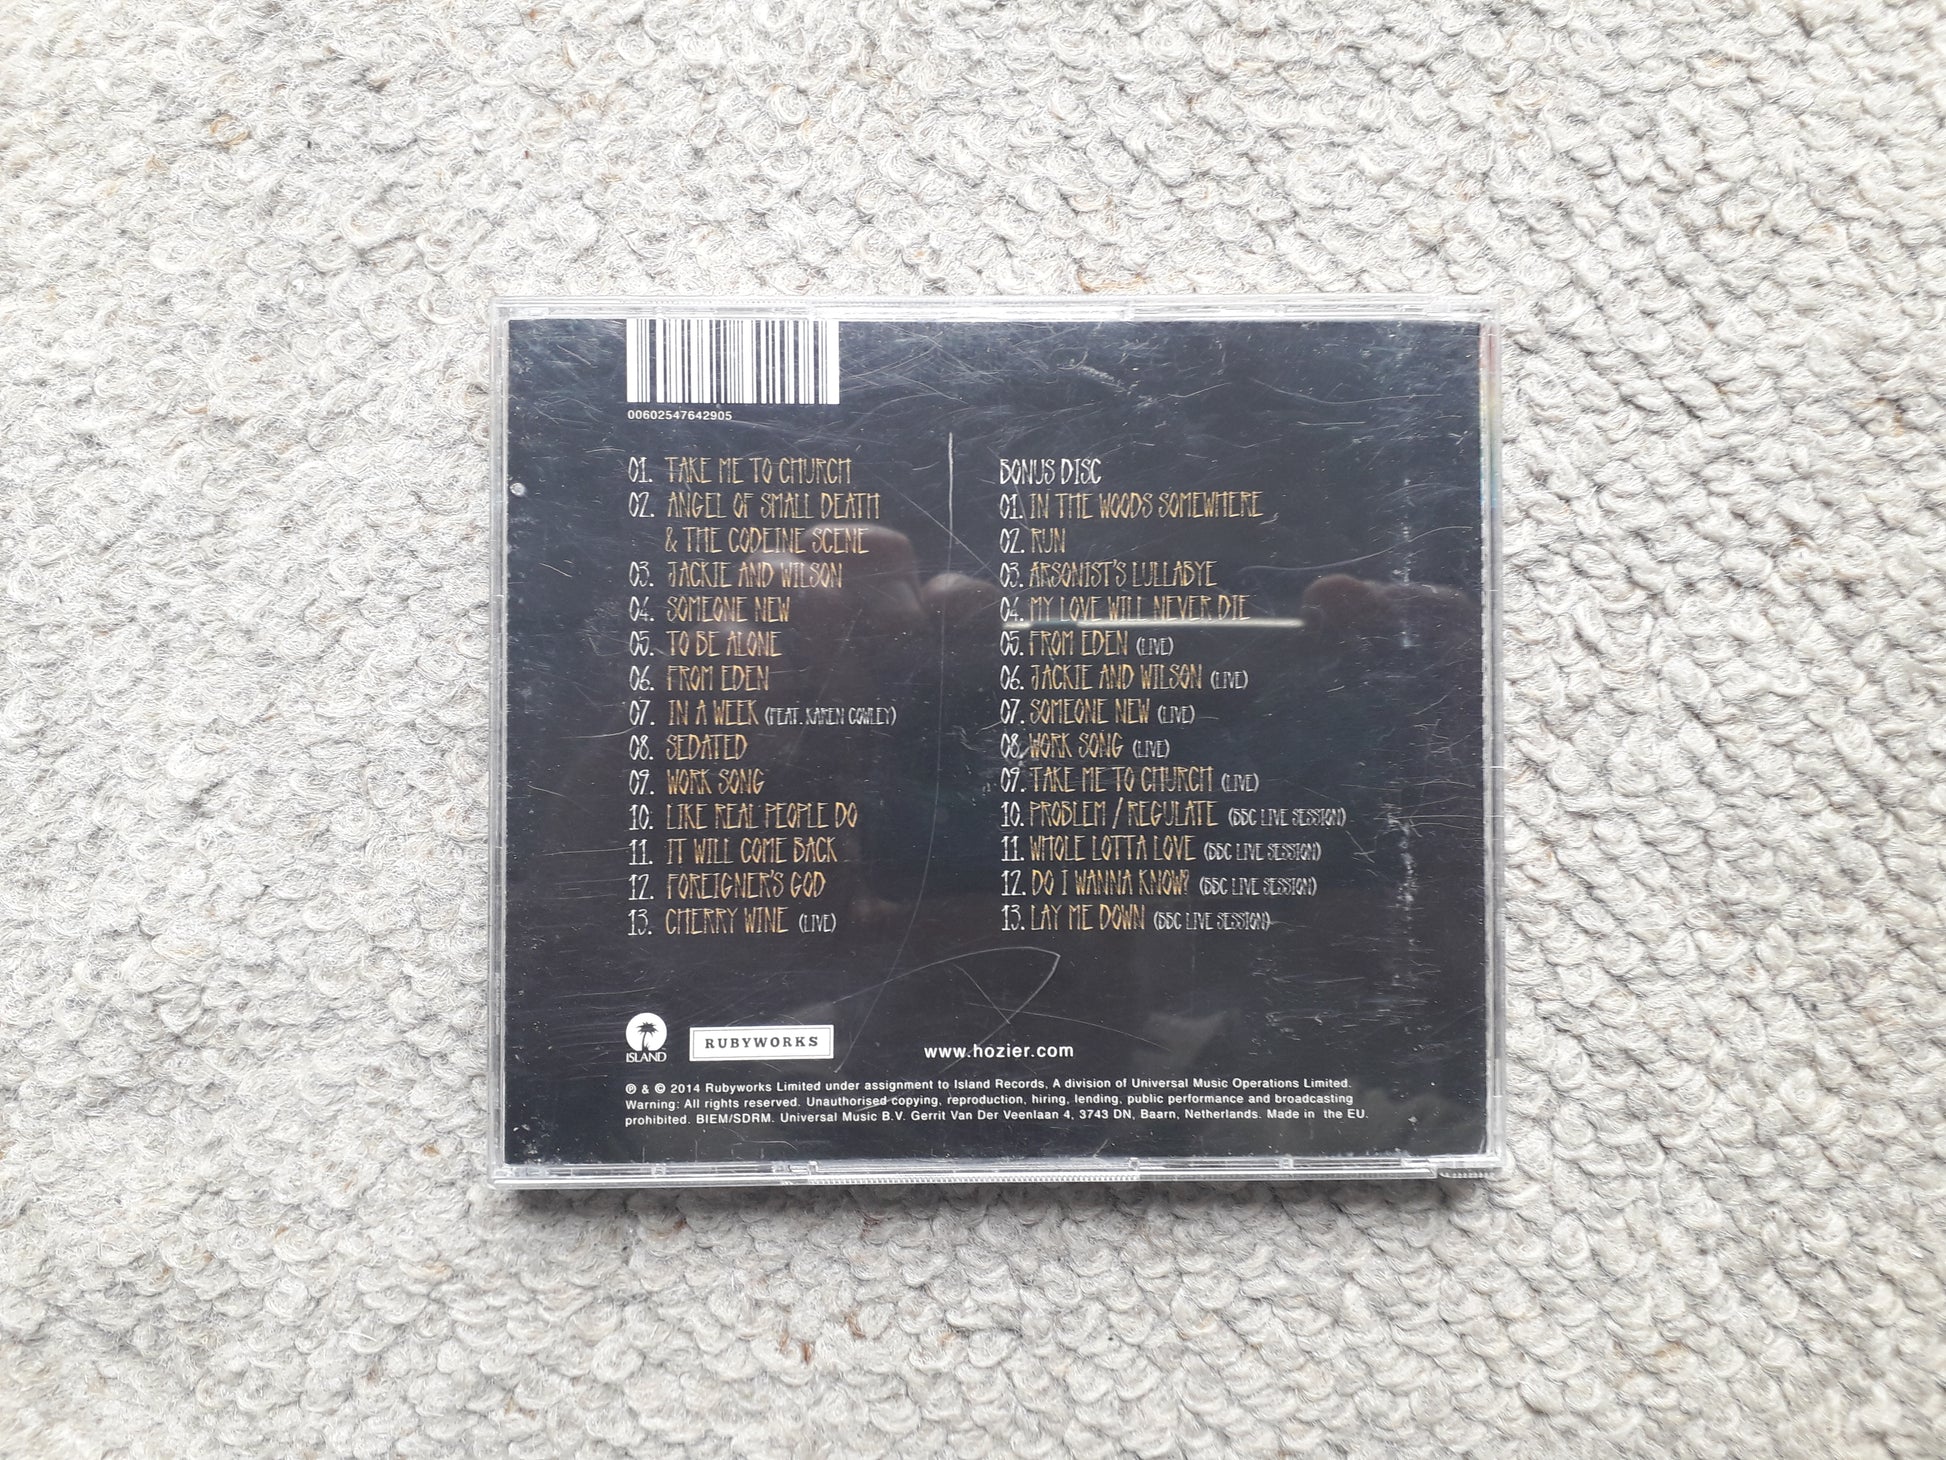 00602547642905
01. TAKE ME TO CHURCH
02. ANGEL OF SMALL DEATH
& THE CODEINE SCENE
03. JACKIE AND WILSON
04. SOMEONE NEW
05. TO BE ALONE
06. FROM EDEN
07. IN A WEEK (FEAT. KAREN COWLEY)
08. SEDATED
09. WORK SONG
10. LIKE REAL PEOPLE DO
11. IT WILL COME BACK
12. FOREIGNER'S GOD
13. CHERRY WINE (LIVE)
BONUS DISC
01. IN THE WOODS SOMEWHERE
02. RUN
03. ARSONIST'S LULLABYE
04. MY LOVE WILL NEVER DIE
05. FROM EDEN (LIVE)
06. JACKIE AND WILSON (LIVE)
07. SOMEONE NEW (LIVE)
08. WORK SONG (LIVE)
09. TAKE ME TO CHURCH (LIVE)
10. PROBLEM / REGULATE (BBC LIVE SESSION)
11. WHOLE LOTTA LOVE (BBC LIVE SESSION)
12. DO I WANNA KNOW? (BBC LIVE SESSION)
13. LAY ME DOWN (BBC LIVE SESSION)
ISLAND
RUBYWORKS
www.hozier.com
℗ & © 2014 Rubyworks Limited under assignment to Island Records, A division of Universal Music Operations Limited.
Warning: All rights reserved. Unauthorised copying, reproduction, hiring, lending, public performance and broadcasting
prohibited. BIEM/SDRM. Universal Music B.V. Gerrit Van Der Veenlaan 4, 3743 DN, Baarn, Netherlands. Made in the EU.